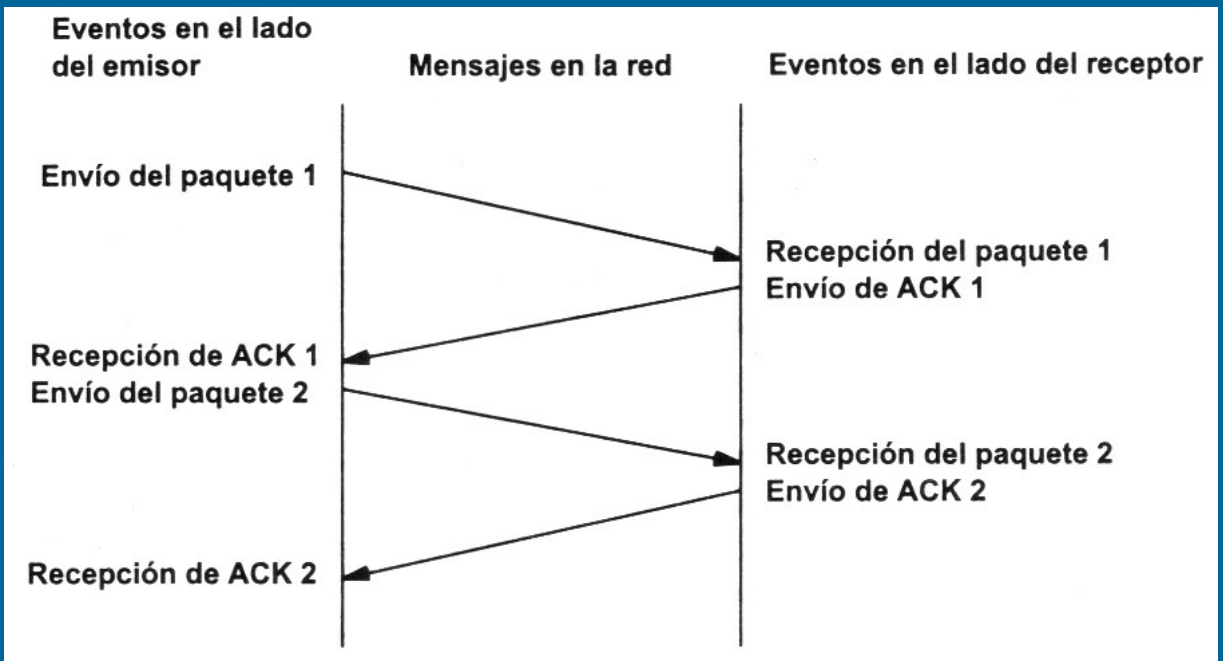 Eventos en el lado
del emisor
Mensajes en la red
Eventos en el lado del receptor
Envío del paquete 1
Recepción del paquete 1
Envío de ACK 1
Recepción de ACK 1
Envío del paquete 2
Recepción del paquete 2
Envío de ACK 2
Recepción de ACK 2